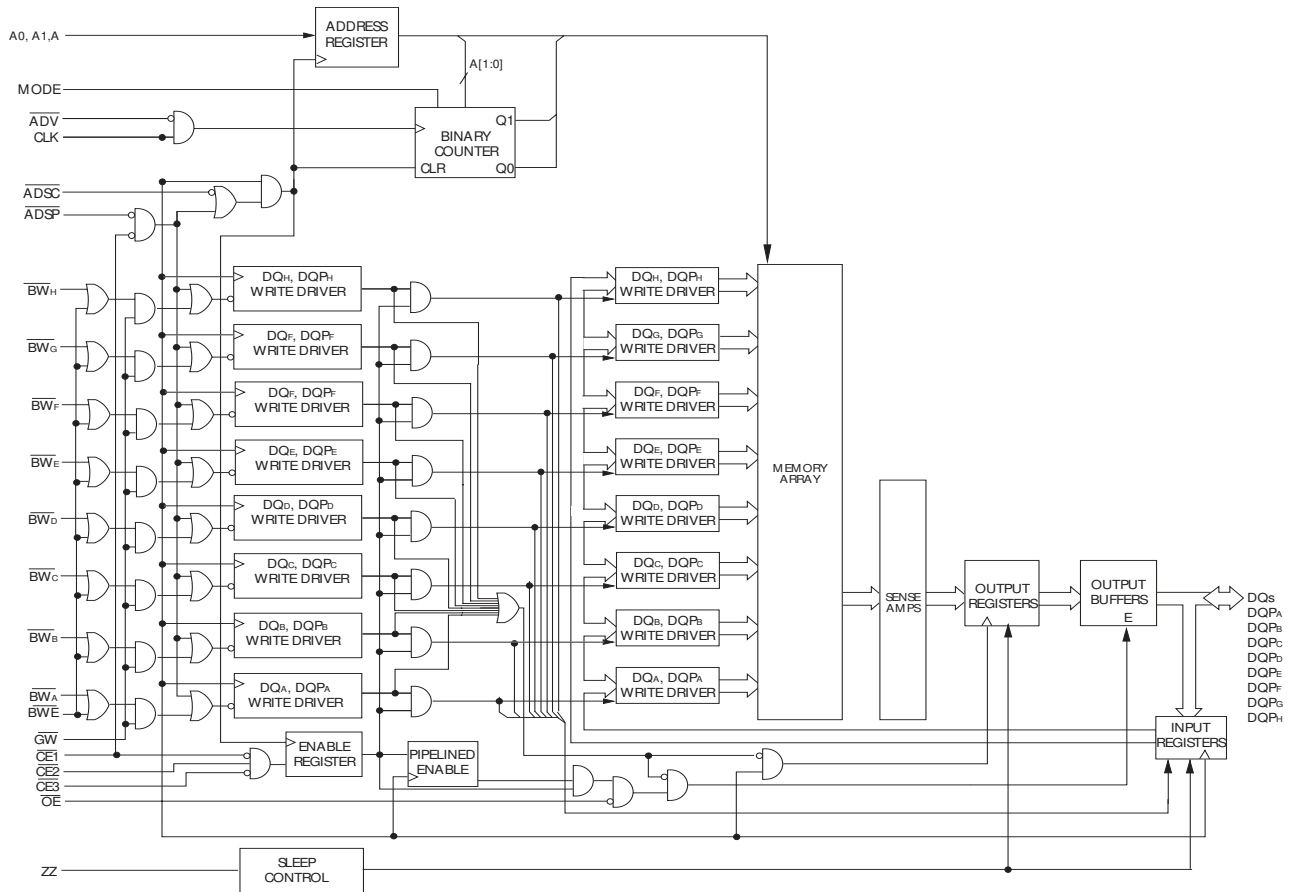 A0, A1,A
ADDRESS
REGISTER
A[1:0]
MODE
ADV
CLK
BINARY
COUNTER
CLR
Q1
Q0
ADSC
ADSP
BWH
DQH, DQPH
WRITE DRIVER
DQH, DQPH
WRITE DRIVER
BWG
DQF, DQPF
WRITE DRIVER
DQG, DQPG
WRITE DRIVER
BWF
DQF, DQPF
WRITE DRIVER
DQF, DQPF
WRITE DRIVER
BWE
DQE, DQPE
WRITE DRIVER
DQE, DQPE
WRITE DRIVER
MEMORY
ARRAY
BWD
DQD, DQPD
WRITE DRIVER
DQD, DQPD
WRITE DRIVER
BWC
DQC, DQPC
WRITE DRIVER
DQC, DQPC
WRITE DRIVER
SENSE
AMPS
OUTPUT
REGISTERS
OUTPUT
BUFFERS
E
DQs
DQPA
DQPB
DQPC
DQPD
DQPE
DQPF
DQPG
DQPH
BWB
DQB, DQPB
WRITE DRIVER
DQB, DQPB
WRITE DRIVER
BWA
BWE
DQA, DQPA
WRITE DRIVER
DQA, DQPA
WRITE DRIVER
INPUT
REGISTERS
GW
CE1
CE2
CE3
OE
ENABLE
REGISTER
PIPELINED
ENABLE
ZZ
SLEEP
CONTROL